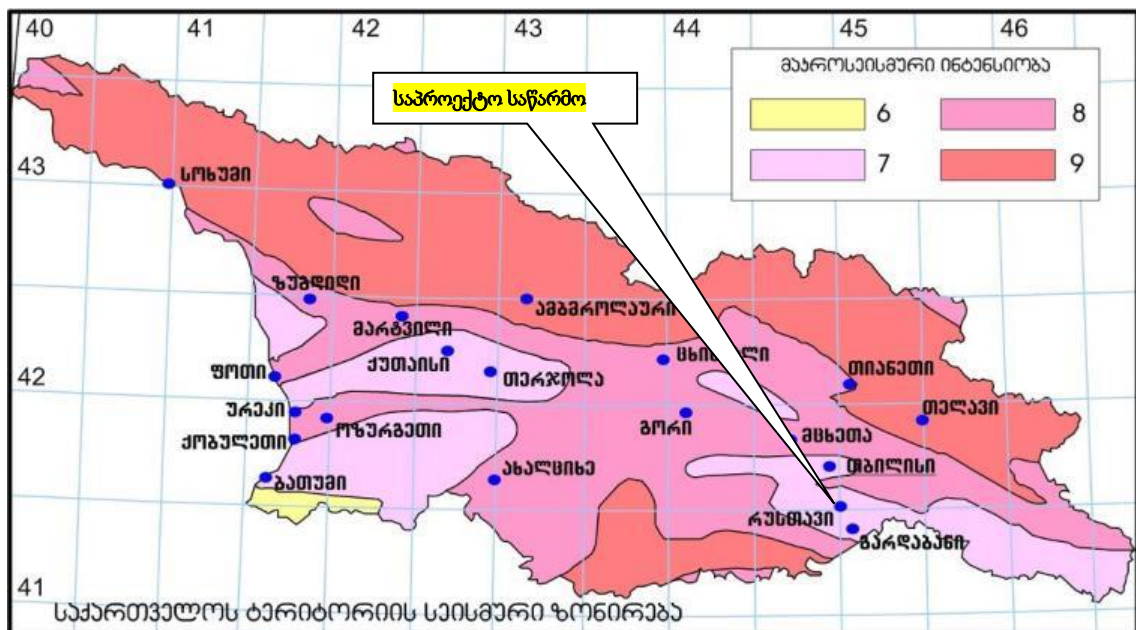 40 41 42 43 44 45 46
მაკროსეისმური ინტენსიობა
6 8
7 9
საპროექტო საწარმო
43
სოხუმი
ზუგდიდი
ამბროლაური
მარტვილი
ქუთაისი
თერჯოლა
თიანეთი
ფოთი
42
თელავი
ურეკი
ოზურგეთი
გორი
მცხეთა
ქობულეთი
ახალციხე
თბილისი
ბათუმი
რუსთავი
გარდაბანი
41
საქართველოს ტერიტორიის სეისმური ზონირება